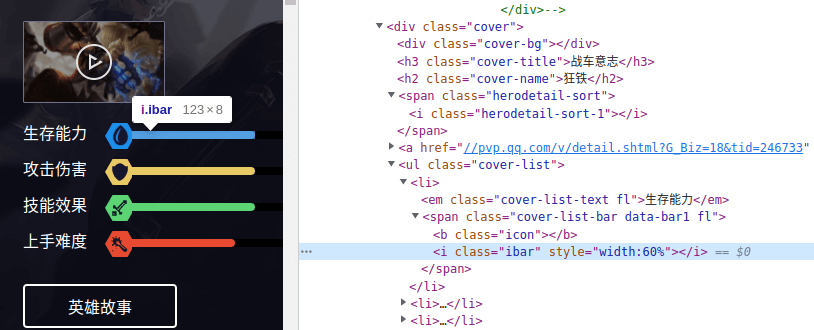 i.ibar 123×8
生存能力
攻击伤害
技能效果
上手难度
英雄故事
</div>-->
<div class="cover">
<div class="cover-bg"></div>
<h3 class="cover-title">战车意志</h3>
<h2 class="cover-name">狂铁</h2>
<span class="herodetail-sort">
<i class="herodetail-sort-1"></i>
</span>
<a href="//pvp.qq.com/v/detail.shtml?G_Biz=18&tid=246733"
<ul class="cover-list">
<li>
<em class="cover-list-text fl">生存能力</em>
<span class="cover-list-bar data-bar1 fl">
<b class="icon"></b>
<i class="ibar" style="width:60%"></i> == $0
</span>
</li>
<li>…</li>
<li>…</li>